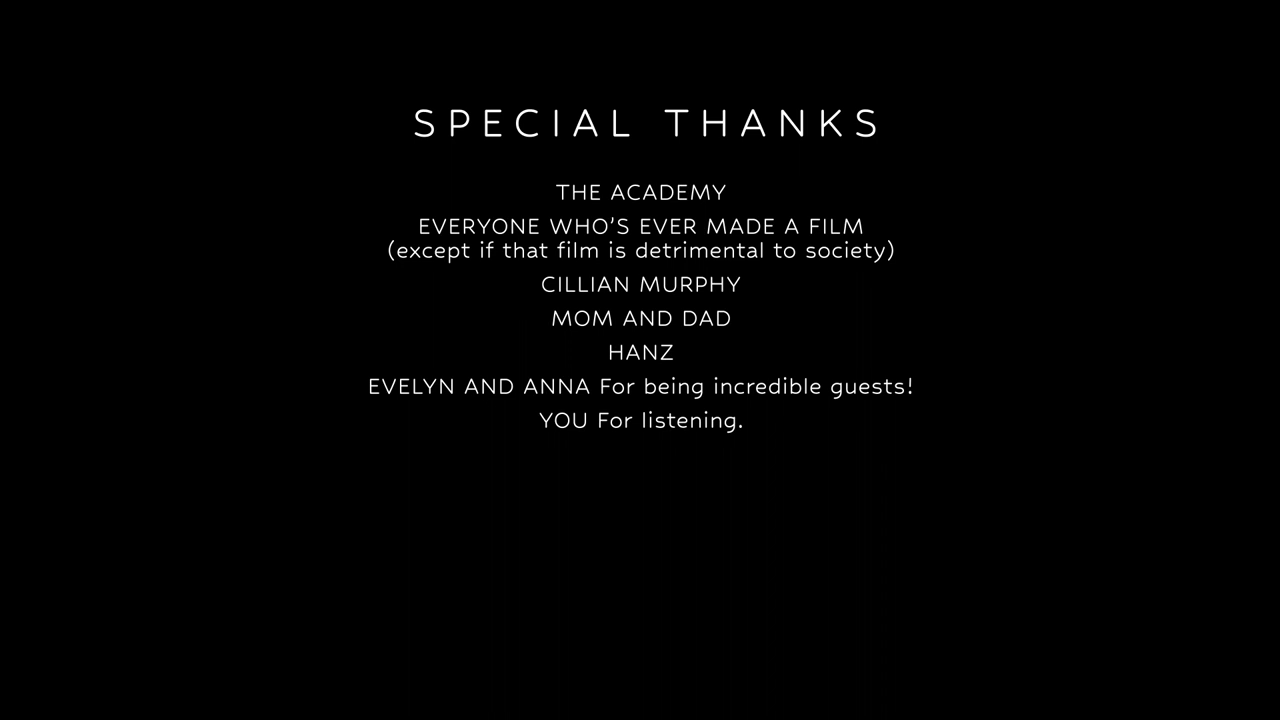 SPECIAL THANKS
THE ACADEMY
EVERYONE WHO’S EVER MADE A FILM
(except if that film is detrimental to society)
CILLIAN MURPHY
MOM AND DAD
HANZ
EVELYN AND ANNA For being incredible guests!
YOU For listening.